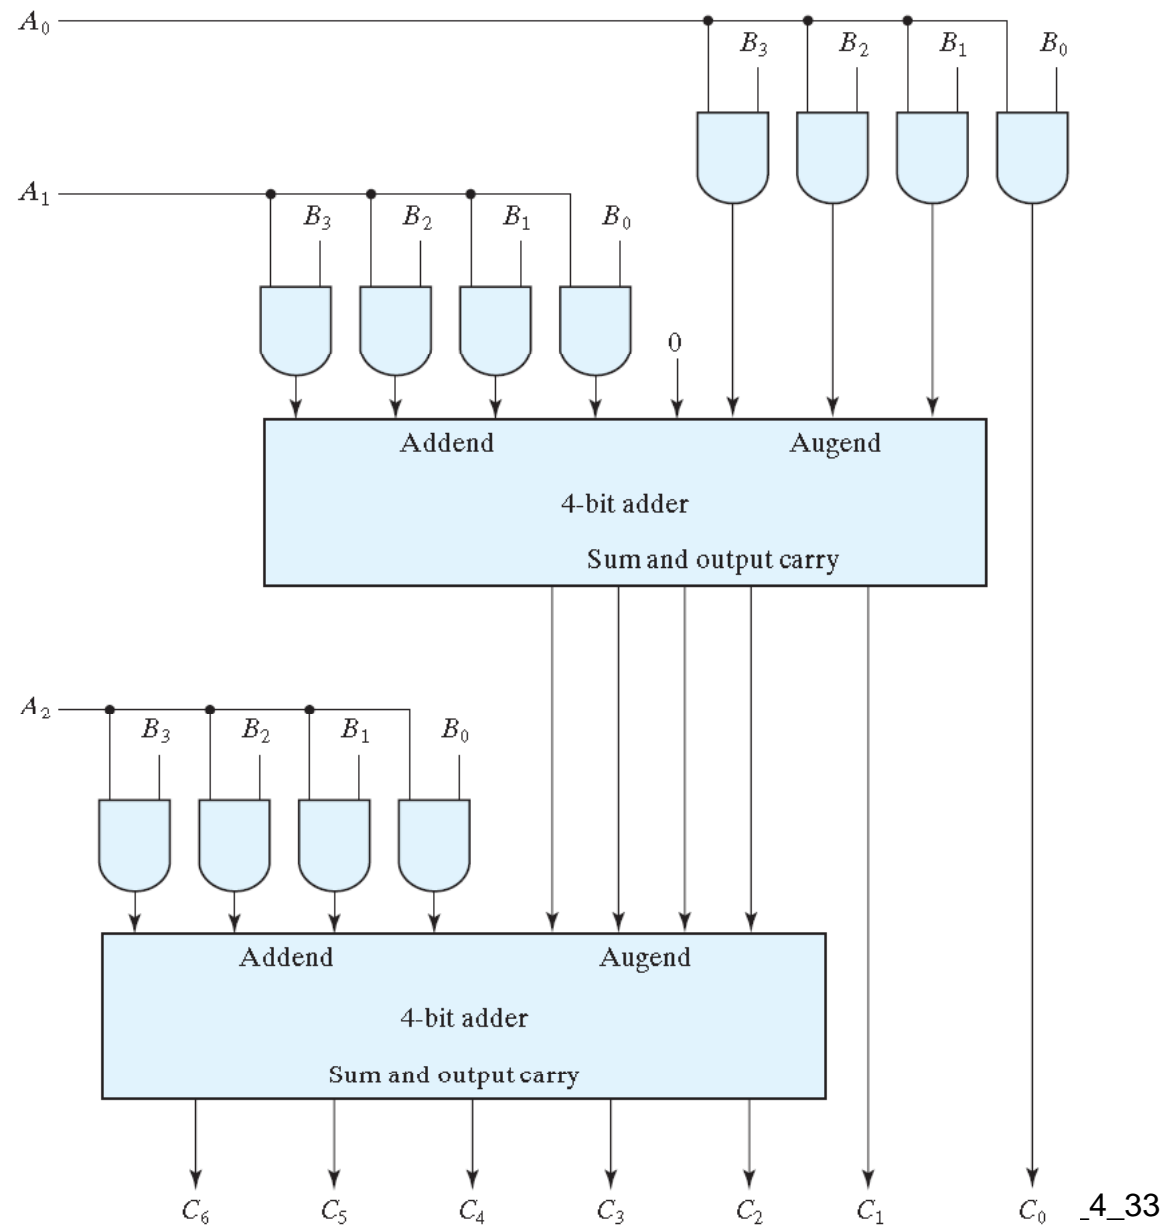 A₀
B₃ B₂ B₁ B₀
A₁
B₃ B₂ B₁ B₀
0
Addend Augend
4-bit adder
Sum and output carry
A₂
B₃ B₂ B₁ B₀
Addend Augend
4-bit adder
Sum and output carry
C₆ C₅ C₄ C₃ C₂ C₁ C₀ _4_33